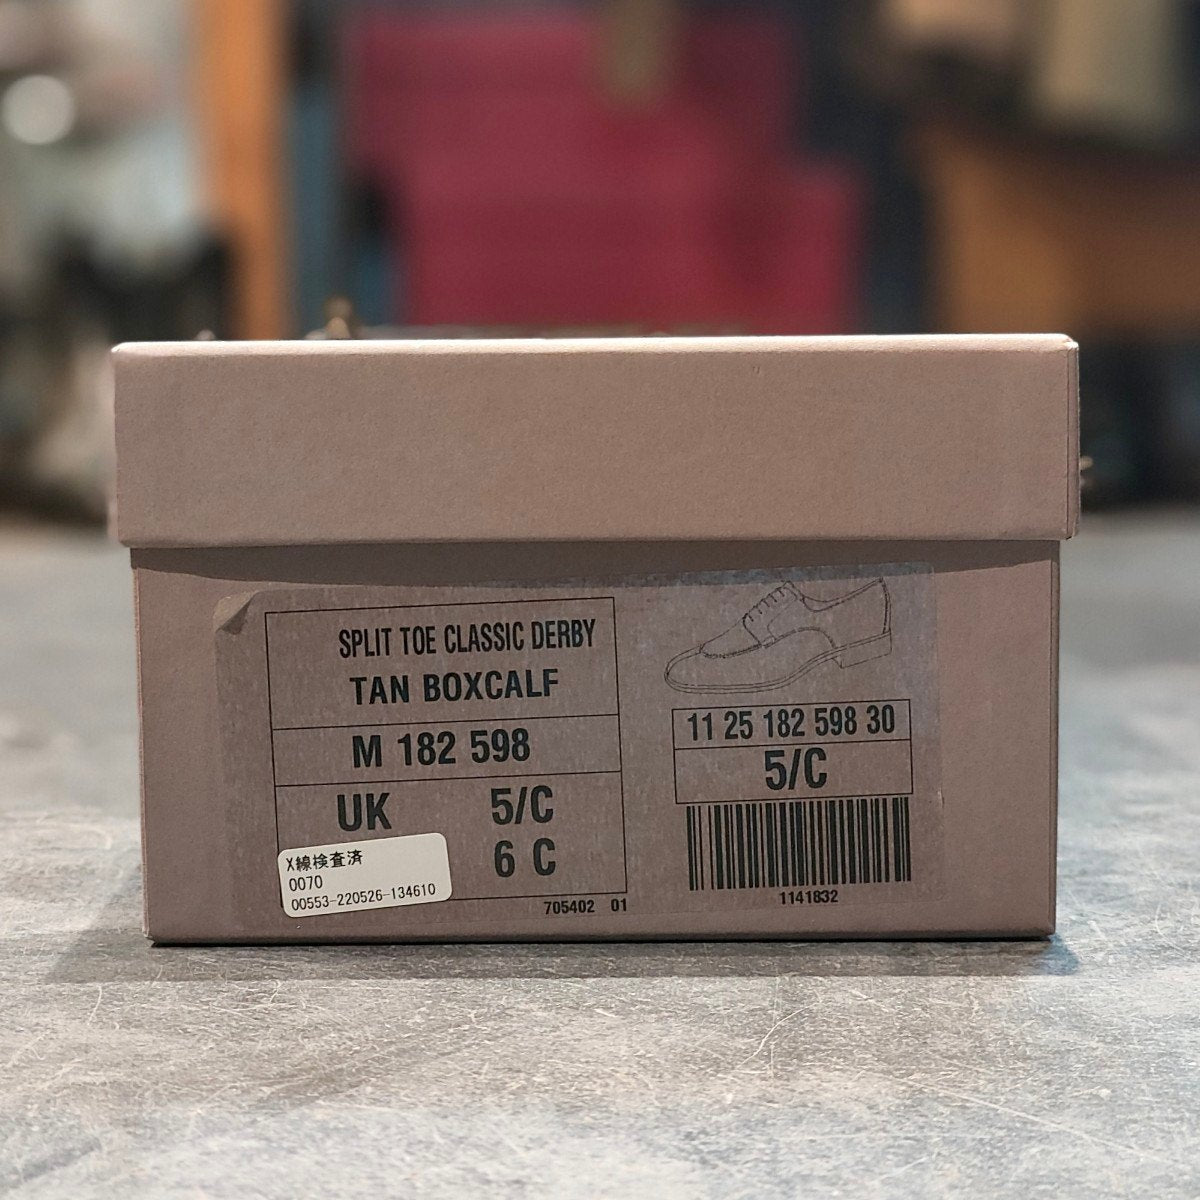 SPLIT TOE CLASSIC DERBY
TAN BOXCALF
M 182 598
UK 5/C
6 C
X線検査済
0070
00553-220526-134610
705402 01
11 25 182 598 30
5/C
1141832